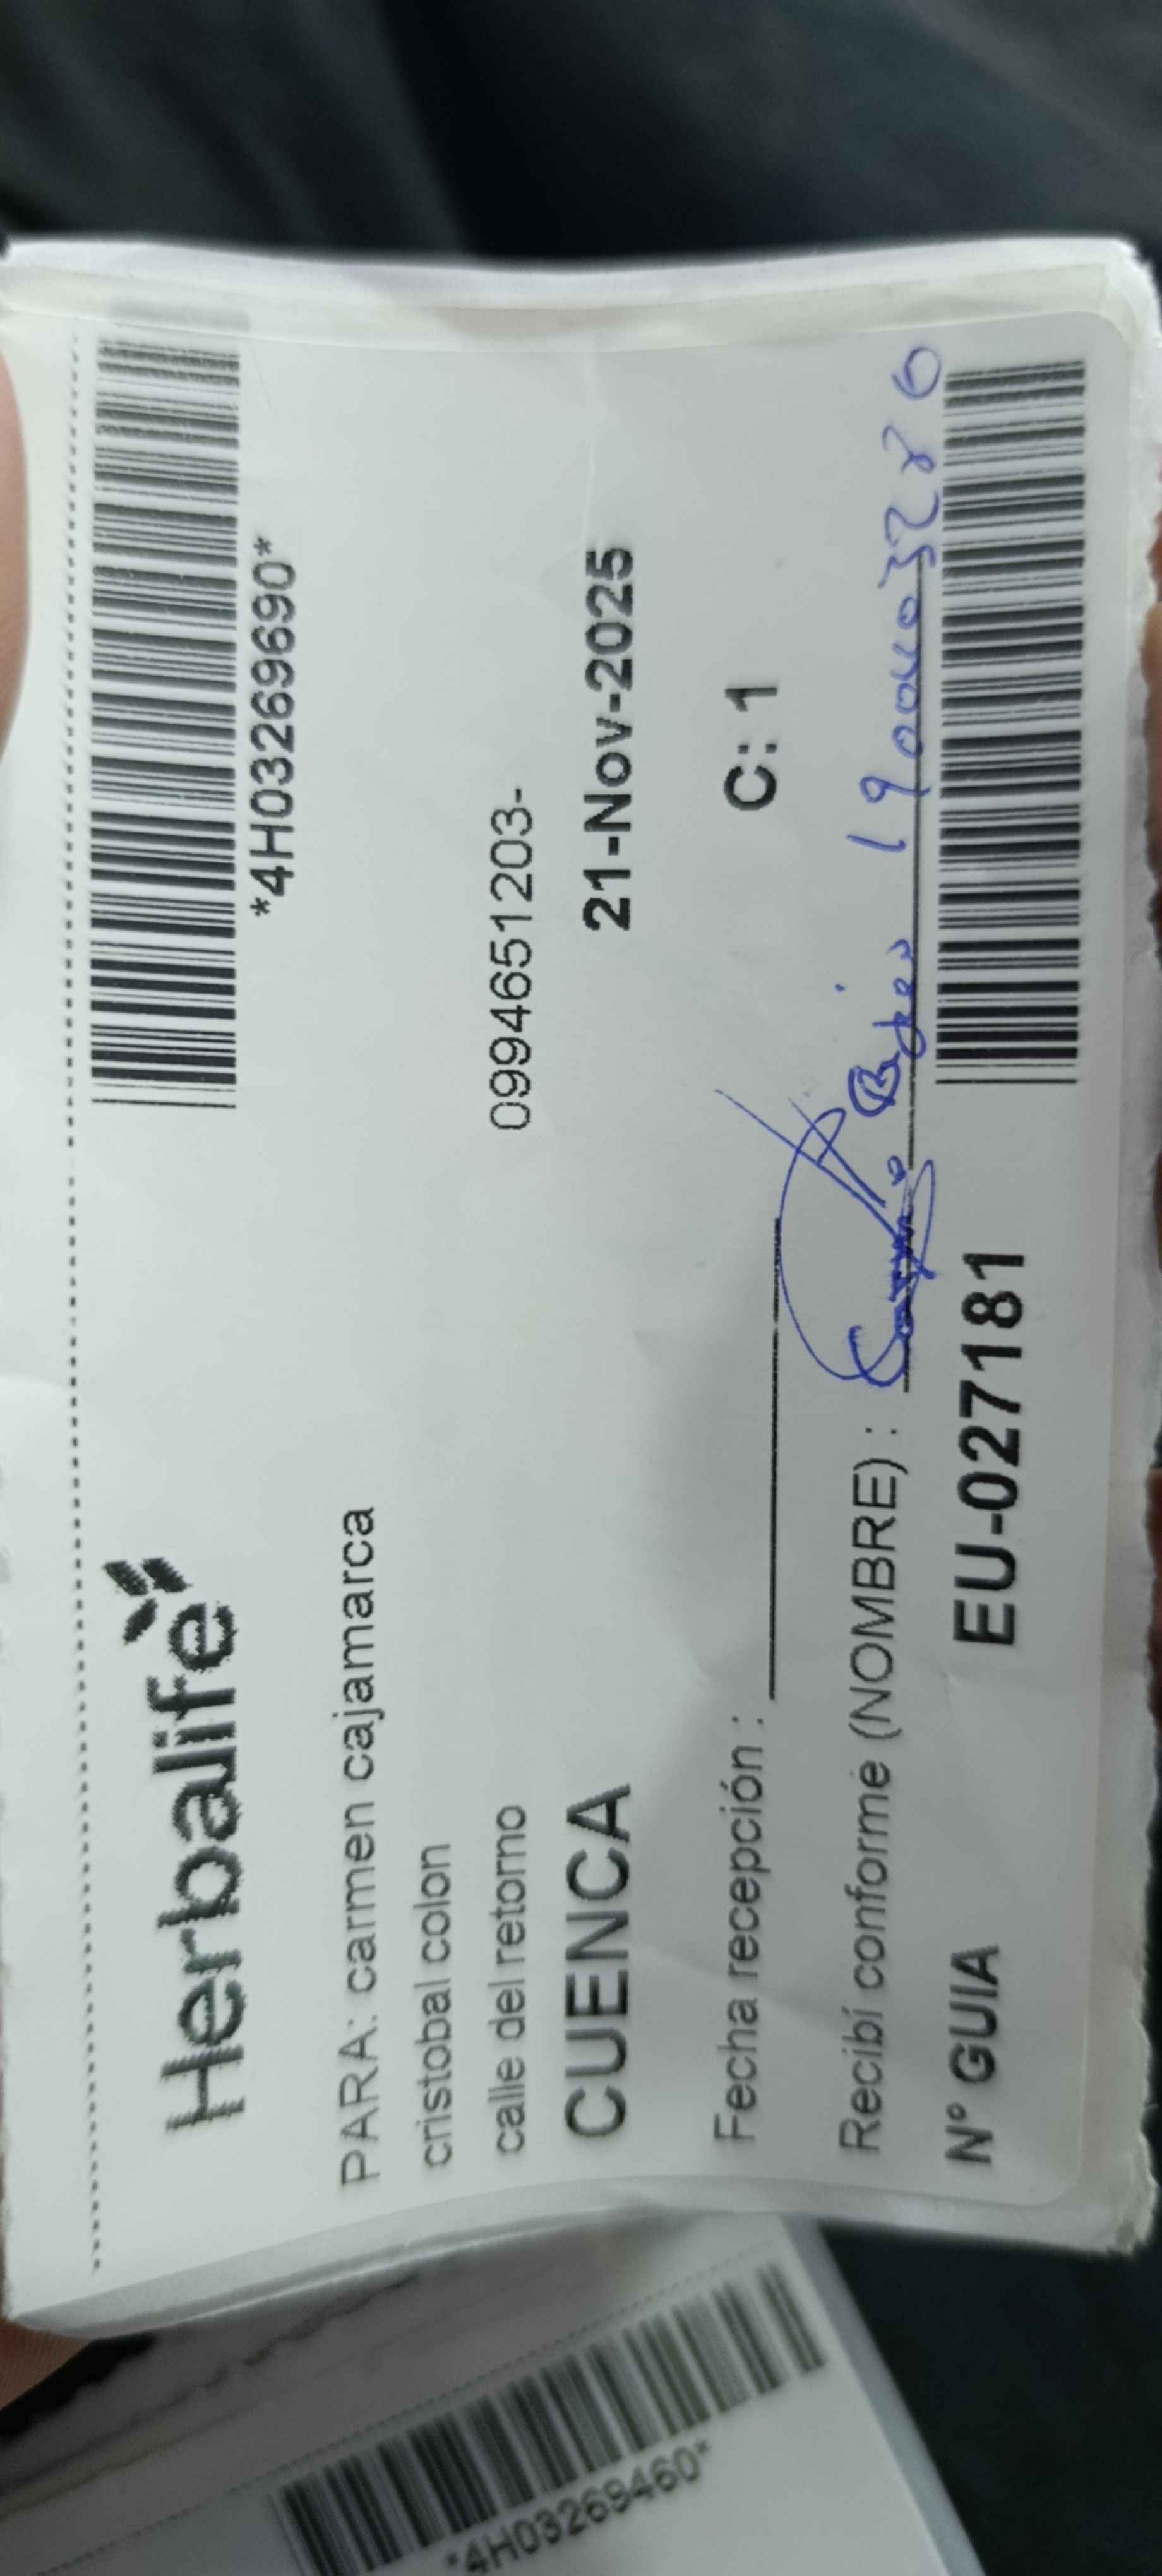 *4H03269690*
Herbalife
PARA: carmen cajamarca
cristobal colon
calle del retorno
0994651203-
CUENCA 21-Nov-2025
Fecha recepción : C: 1
Recibí conforme (NOMBRE) :
Nº GUIA EU-027181
*4H03269460*